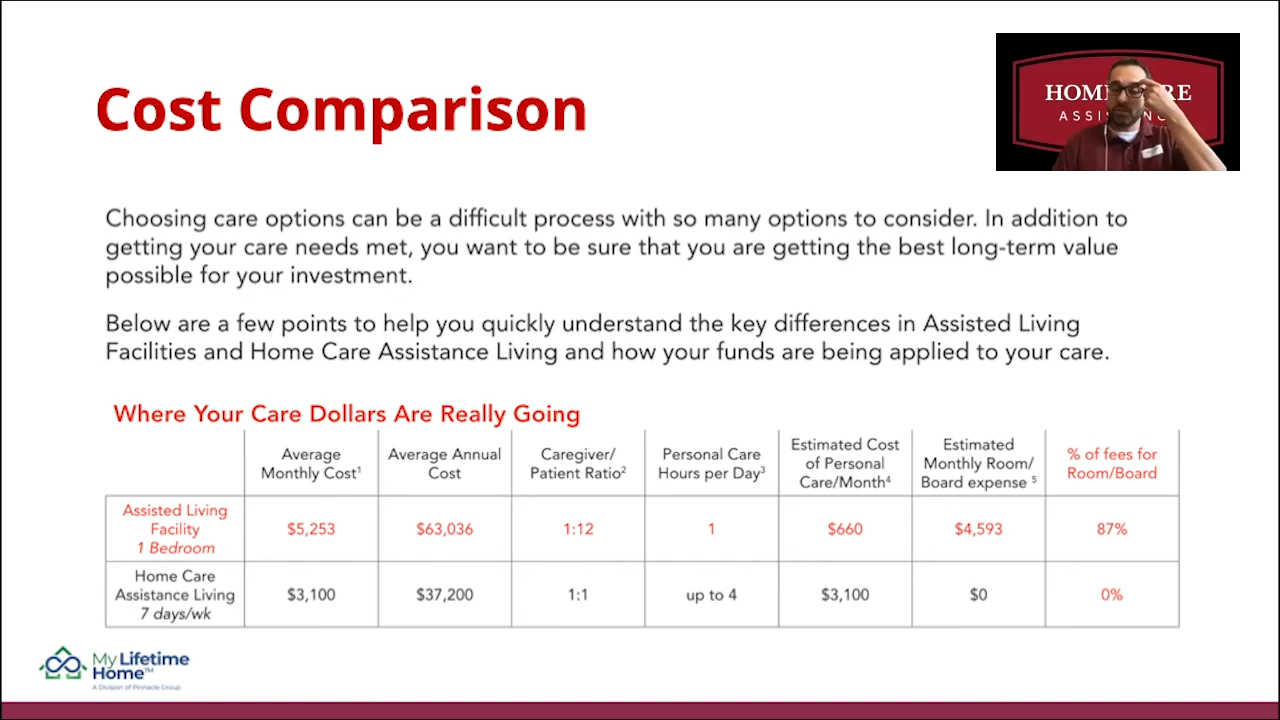 Cost Comparison
HOME CARE
ASSISTANCE
Choosing care options can be a difficult process with so many options to consider. In addition to
getting your care needs met, you want to be sure that you are getting the best long-term value
possible for your investment.
Below are a few points to help you quickly understand the key differences in Assisted Living
Facilities and Home Care Assistance Living and how your funds are being applied to your care.
Where Your Care Dollars Are Really Going
Average
Monthly Cost¹
Average Annual
Cost
Caregiver/
Patient Ratio²
Personal Care
Hours per Day³
Estimated Cost
of Personal
Care/Month⁴
Estimated
Monthly Room/
Board expense ⁵
% of fees for
Room/Board
Assisted Living
Facility
1 Bedroom
$5,253
$63,036
1:12
1
$660
$4,593
87%
Home Care
Assistance Living
7 days/wk
$3,100
$37,200
1:1
up to 4
$3,100
$0
0%
My Lifetime
Home™
A Division of Pinnacle Group